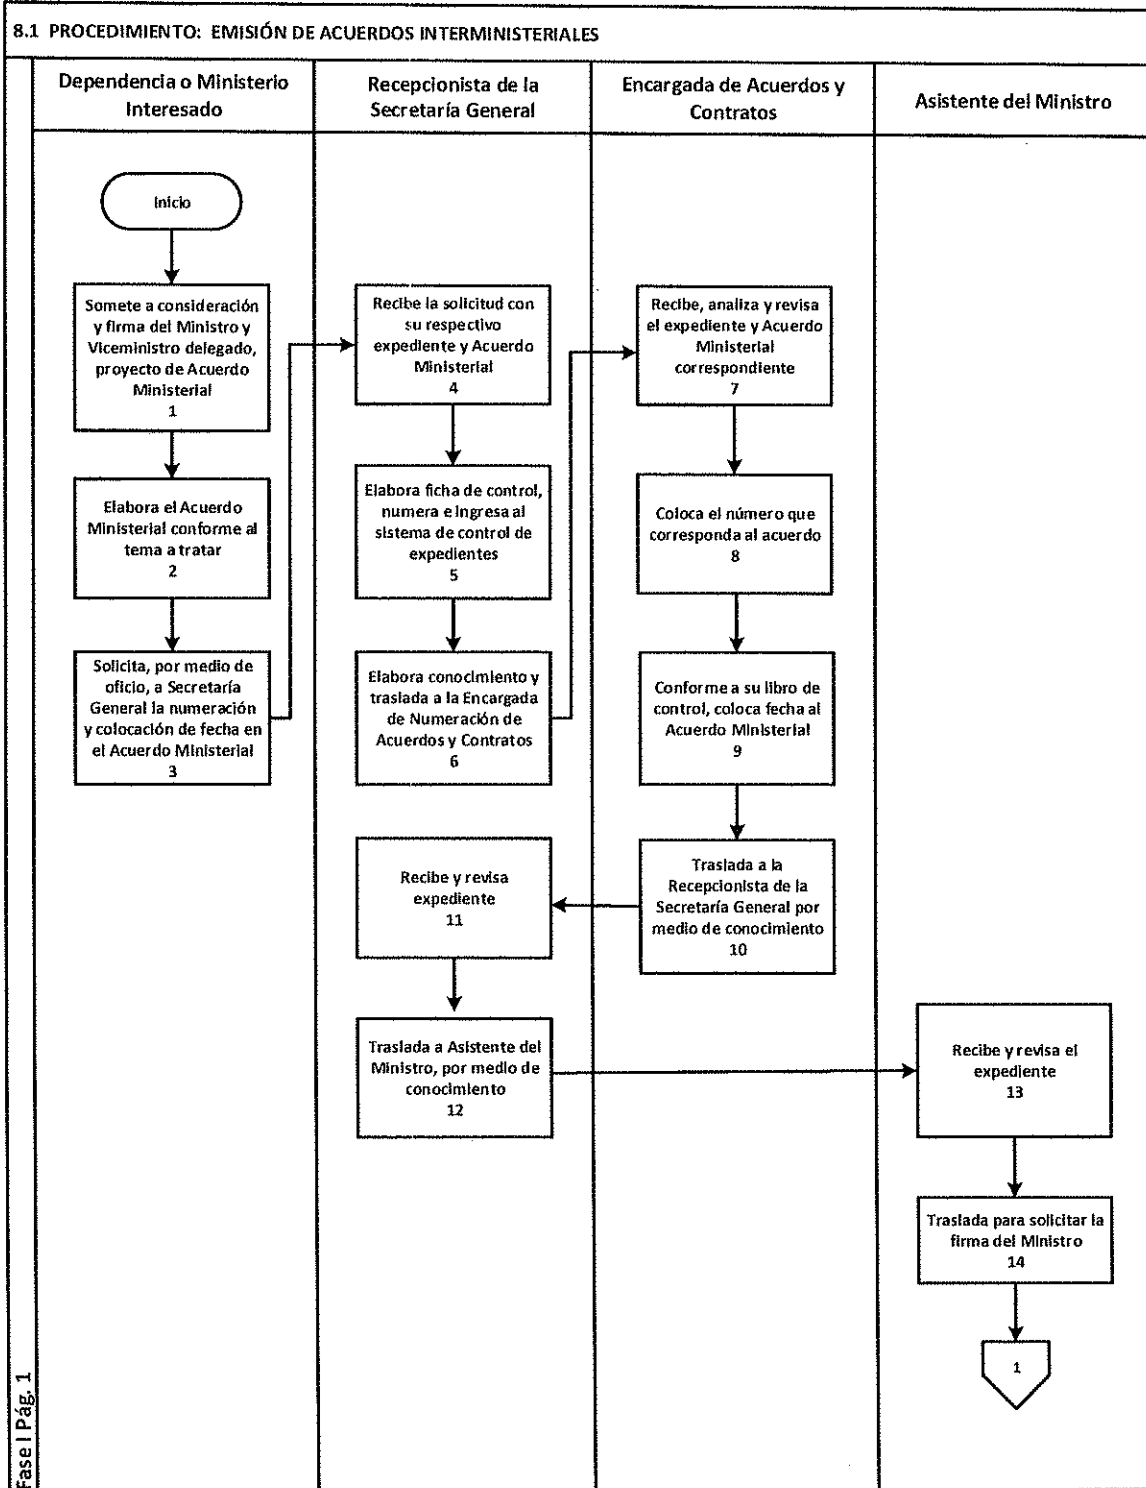 8.1 PROCEDIMIENTO: EMISIÓN DE ACUERDOS INTERMINISTERIALES
Dependencia o Ministerio
Interesado
Recepcionista de la
Secretaría General
Encargada de Acuerdos y
Contratos
Asistente del Ministro
Inicio
Somete a consideración
y firma del Ministro y
Viceministro delegado,
proyecto de Acuerdo
Ministerial
1
Elabora el Acuerdo
Ministerial conforme al
tema a tratar
2
Solicita, por medio de
oficio, a Secretaría
General la numeración
y colocación de fecha en
el Acuerdo Ministerial
3
Recibe la solicitud con
su respectivo
expediente y Acuerdo
Ministerial
4
Elabora ficha de control,
numera e ingresa al
sistema de control de
expedientes
5
Elabora conocimiento y
traslada a la Encargada
de Numeración de
Acuerdos y Contratos
6
Recibe, analiza y revisa
el expediente y Acuerdo
Ministerial
correspondiente
7
Coloca el número que
corresponda al acuerdo
8
Conforme a su libro de
control, coloca fecha al
Acuerdo Ministerial
9
Traslada a la
Recepcionista de la
Secretaría General por
medio de conocimiento
10
Recibe y revisa
expediente
11
Traslada a Asistente del
Ministro, por medio de
conocimiento
12
Recibe y revisa el
expediente
13
Traslada para solicitar la
firma del Ministro
14
1
Fase I Pág. 1